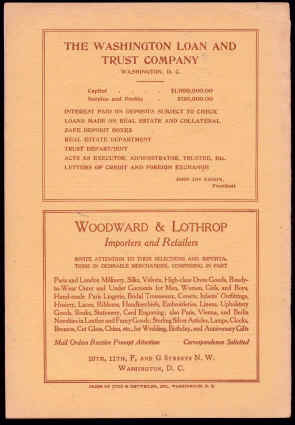 THE WASHINGTON LOAN AND
TRUST COMPANY
WASHINGTON, D. C.
Capital . . . . $1,000,000.00
Surplus and Profits .
INTEREST PAID ON DEPOSITS SUBJECT TO CHECK
LOANS MADE ON REAL ESTATE AND COLLATERAL
SAFE DEPOSIT BOXES
REAL ESTATE DEPARTMENT
TRUST DEPARTMENT
ACTS AS EXECUTOR, ADMINISTRATOR, TRUSTEE, Etc.
LETTERS OF CREDIT AND FOREIGN EXCHANGE
JOHN JOY EDSON,
President
WOODWARD & LOTHROP
Importers and Retailers
INVITE ATTENTION TO THEIR SELECTIONS AND IMPORTA-
TIONS IN DESIRABLE MERCHANDISE, COMPRISING IN PART
Paris and London Millinery, Silks, Velvets, High-class Dress Goods, Ready-
to-Wear Outer and Under Garments for Men, Women, Girls, and Boys,
Hand-made Paris Lingerie, Bridal Trousseaux, Corsets, Infants' Outfittings,
Hosiery, Laces, Ribbons, Handkerchiefs, Embroideries, Linens, Upholstery
Goods, Books, Stationery, Card Engraving; also Paris, Vienna, and Berlin
Novelties in Leather and Fancy Goods; Sterling Silver Articles, Lamps, Clocks,
Bronzes, Cut Glass, China, etc., for Wedding, Birthday, and Anniversary Gifts
Mail Orders Receive Prompt Attention Correspondence Solicited
10TH, 11TH, F, AND G STREETS N. W.
WASHINGTON, D. C.
PRESS OF JUDD & DETWEILER, INC., WASHINGTON, D. C.